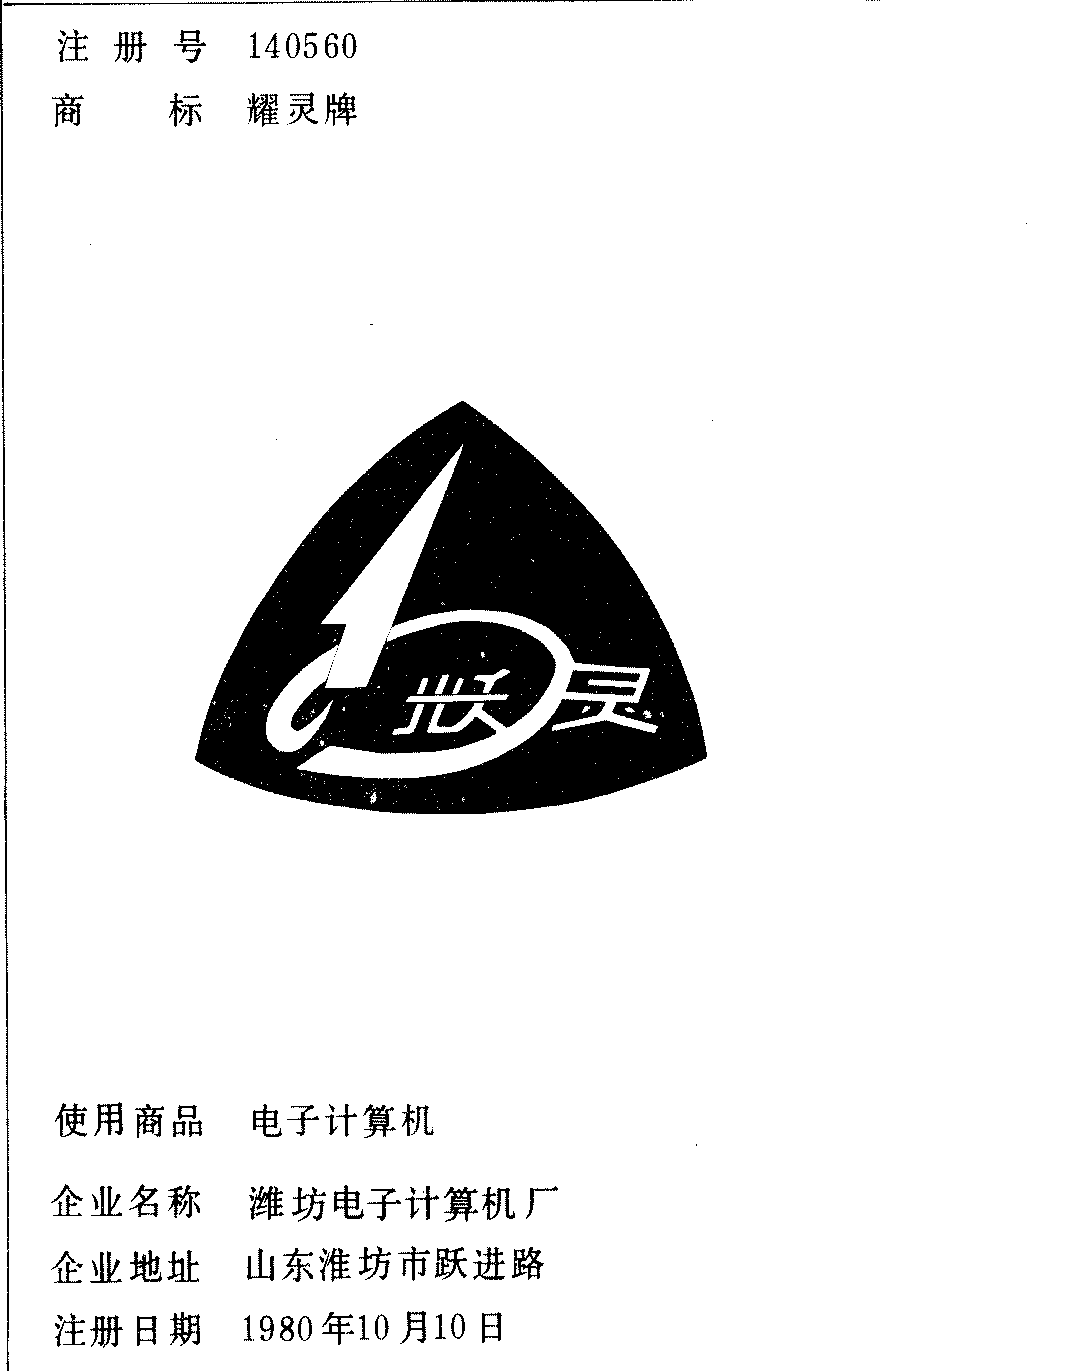 注册号 140560
商标 耀灵牌
灵
使用商品 电子计算机
企业名称 潍坊电子计算机厂
企业地址 山东淮坊市跃进路
注册日期 1980年10月10日